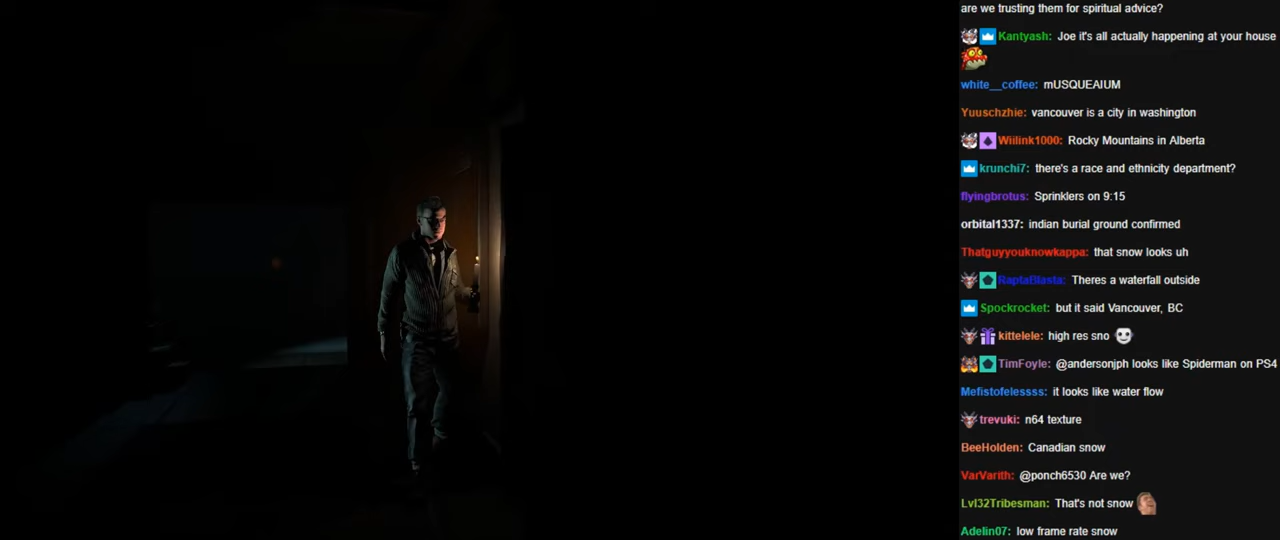 are we trusting them for spiritual advice?
Kantyash: Joe it's all actually happening at your house
white__coffee: mUSQUEAIUM
Yuuschzhie: vancouver is a city in washington
Wiilink1000: Rocky Mountains in Alberta
krunchi7: there's a race and ethnicity department?
flyingbrotus: Sprinklers on 9:15
orbital1337: indian burial ground confirmed
Thatguyyouknowkappa: that snow looks uh
RaptaBlasta: Theres a waterfall outside
Spockrocket: but it said Vancouver, BC
kittelele: high res sno
TimFoyle: @andersonjph looks like Spiderman on PS4
Mefistofelessss: it looks like water flow
trevuki: n64 texture
BeeHolden: Canadian snow
VarVarith: @ponch6530 Are we?
Lvl32Tribesman: That's not snow
Adelin07: low frame rate snow